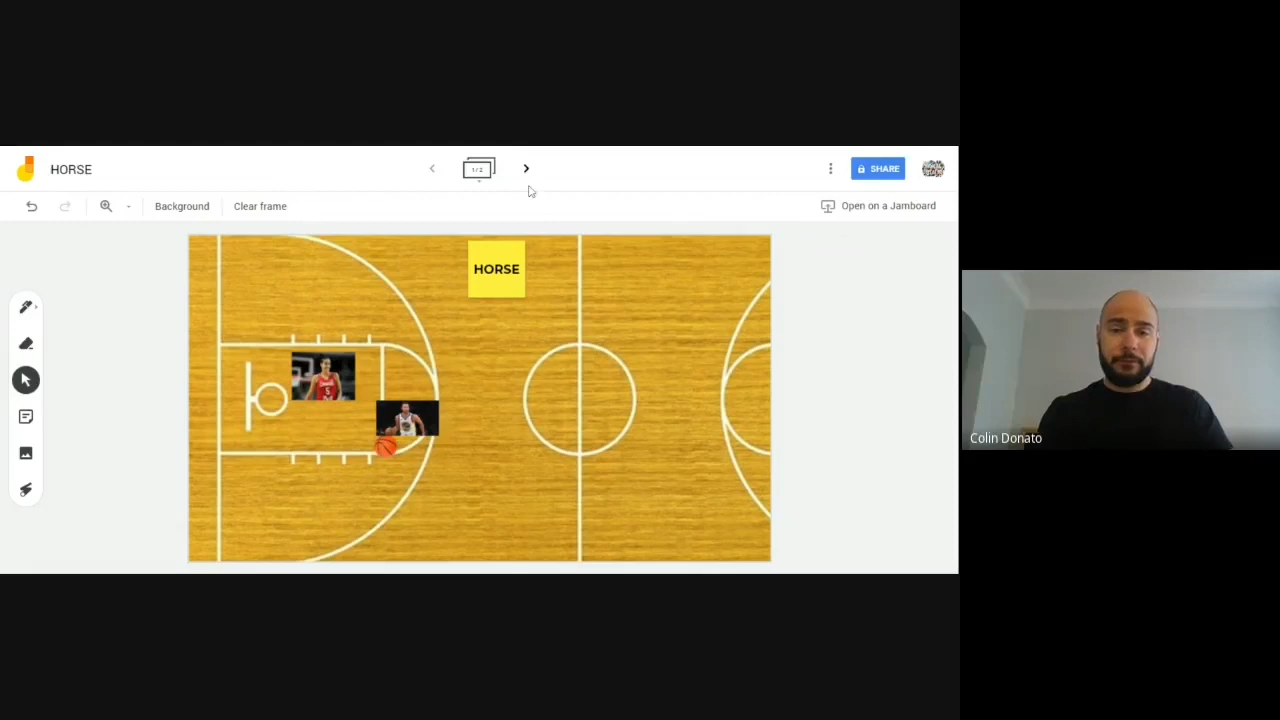 HORSE
1 / 2
SHARE
Background
Clear frame
Open on a Jamboard
HORSE
Colin Donato